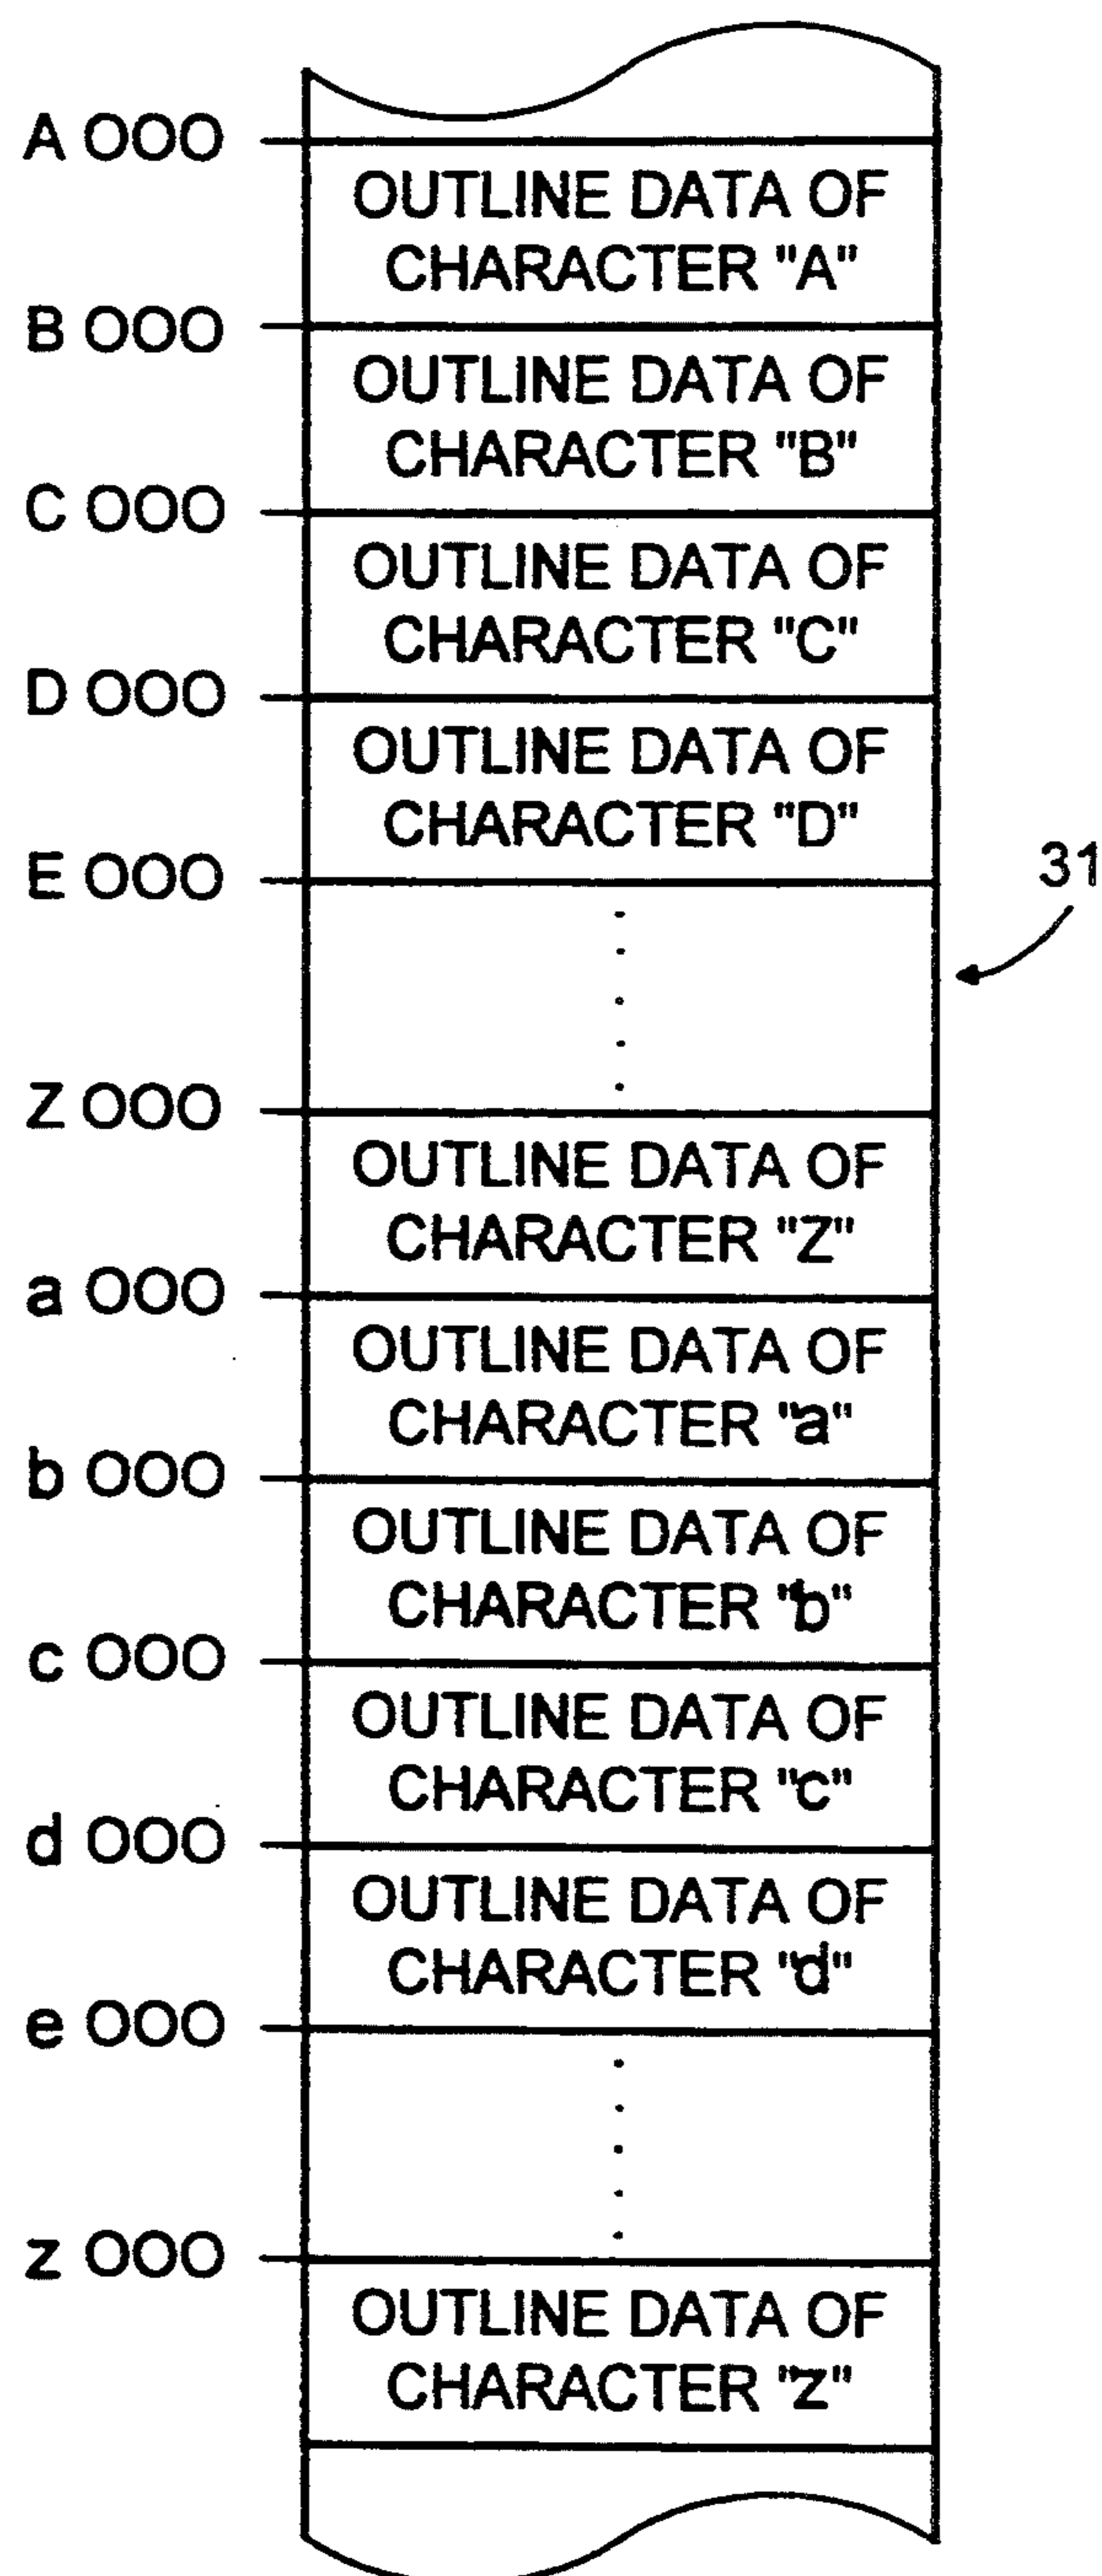 A OOO
OUTLINE DATA OF
CHARACTER "A"
B OOO
OUTLINE DATA OF
CHARACTER "B"
C OOO
OUTLINE DATA OF
CHARACTER "C"
D OOO
OUTLINE DATA OF
CHARACTER "D"
E OOO
31
Z OOO
OUTLINE DATA OF
CHARACTER "Z"
a OOO
OUTLINE DATA OF
CHARACTER "a"
b OOO
OUTLINE DATA OF
CHARACTER "b"
c OOO
OUTLINE DATA OF
CHARACTER "c"
d OOO
OUTLINE DATA OF
CHARACTER "d"
e OOO
z OOO
OUTLINE DATA OF
CHARACTER "z"